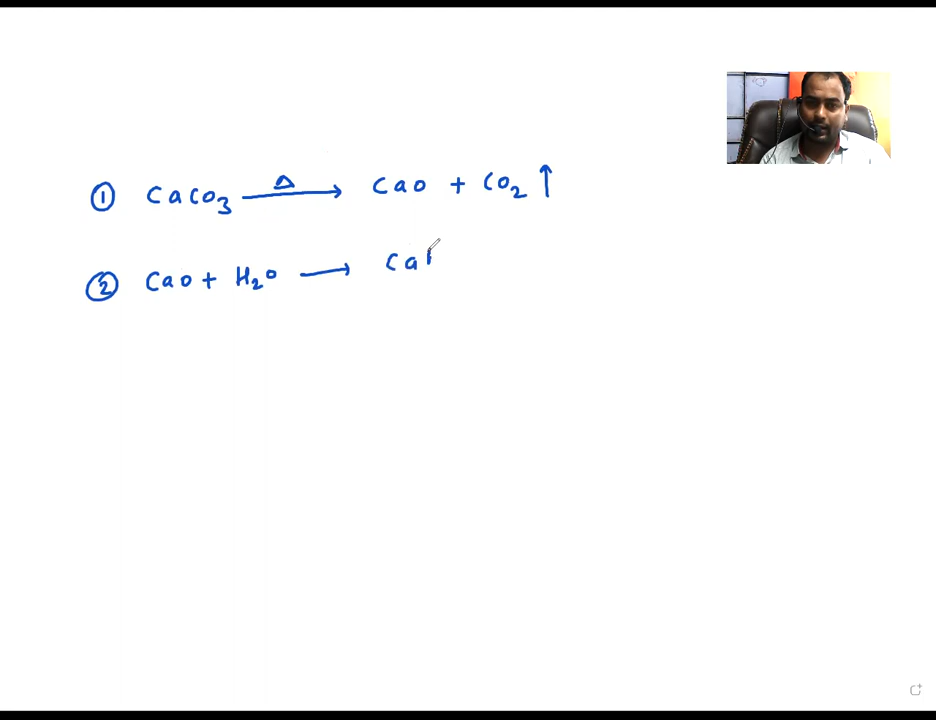 ① CaCO3 —Δ→ CaO + CO2 ↑
② CaO + H2O ⟶ Ca